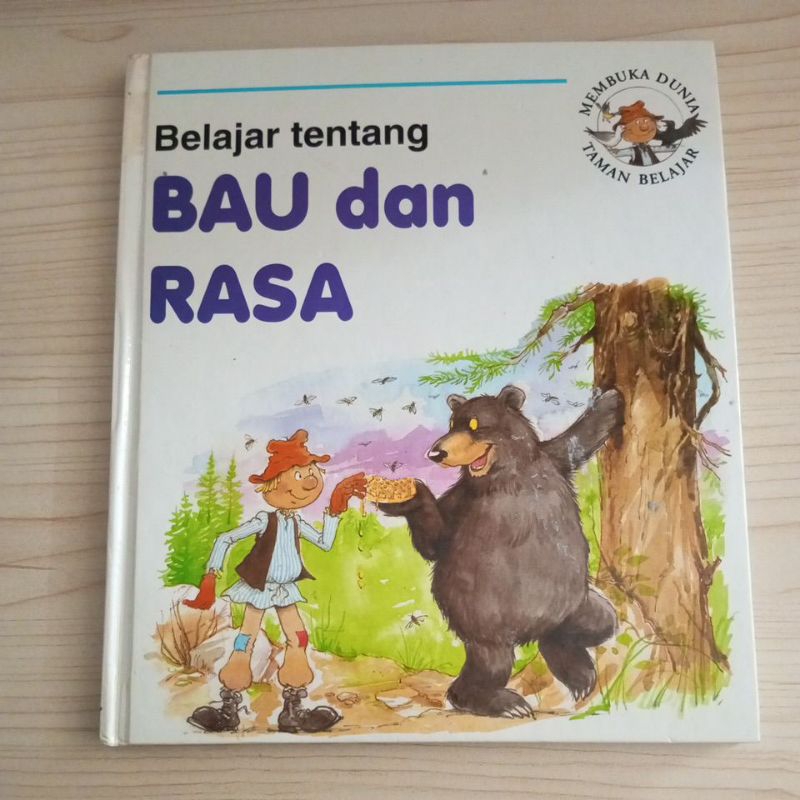 MEMBUKA DUNIA
TAMAN BELAJAR
Belajar tentang
BAU dan
RASA